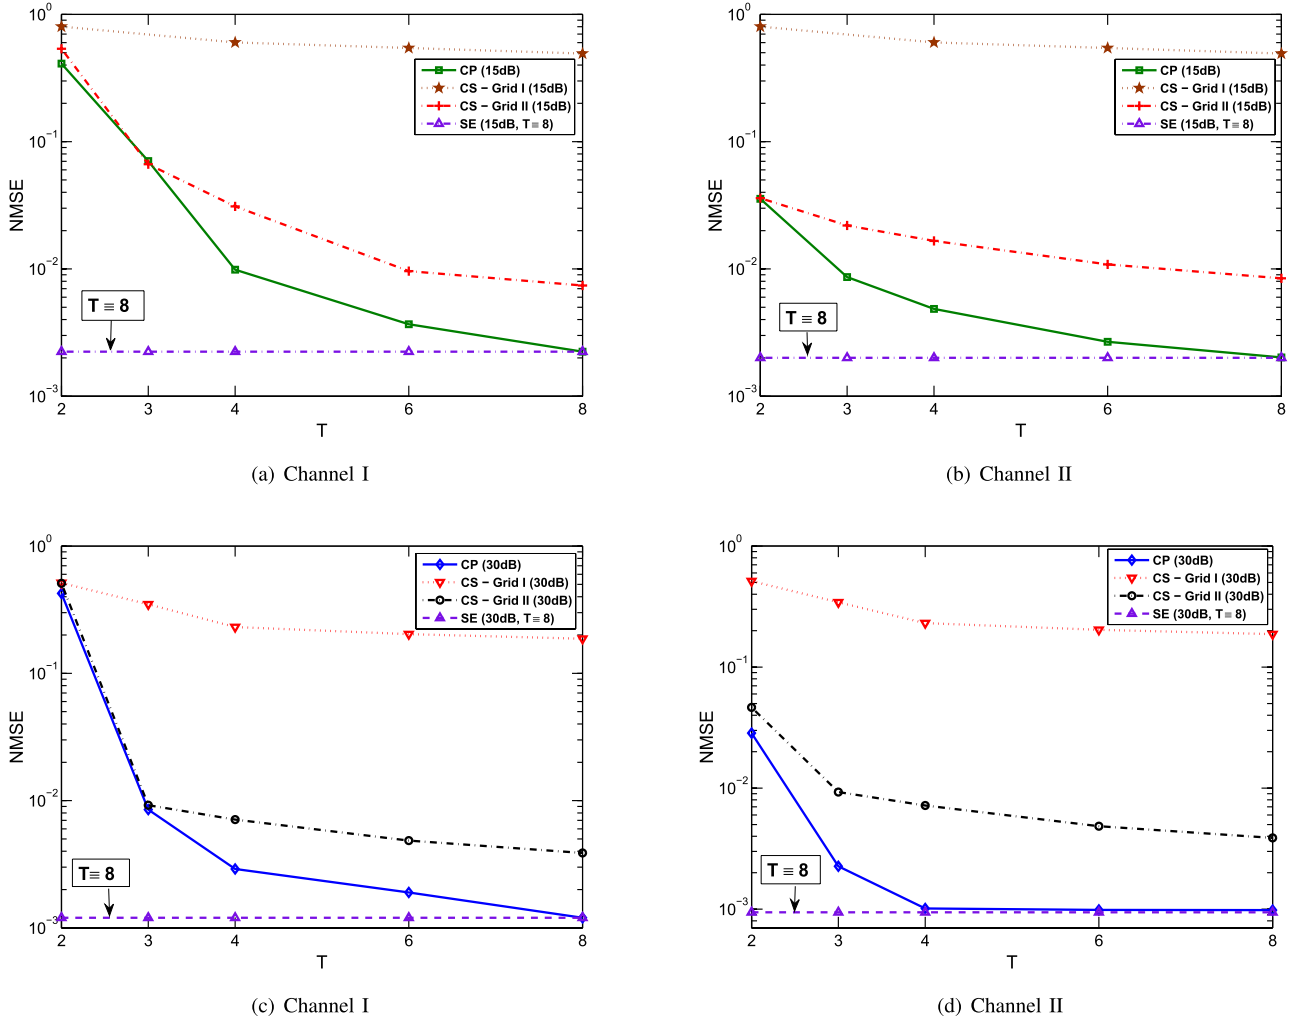 10^0
10^-1
10^-2
10^-3
NMSE
2 3 4 6 8
T
CP (15dB)
CS − Grid I (15dB)
CS − Grid II (15dB)
SE (15dB, T ≡ 8)
T ≡ 8
(a) Channel I
10^0
10^-1
10^-2
10^-3
NMSE
2 3 4 6 8
T
CP (15dB)
CS − Grid I (15dB)
CS − Grid II (15dB)
SE (15dB, T ≡ 8)
T ≡ 8
(b) Channel II
10^0
10^-1
10^-2
10^-3
NMSE
2 3 4 6 8
T
CP (30dB)
CS − Grid I (30dB)
CS − Grid II (30dB)
SE (30dB, T ≡ 8)
T ≡ 8
(c) Channel I
10^0
10^-1
10^-2
10^-3
NMSE
2 3 4 6 8
T
CP (30dB)
CS − Grid I (30dB)
CS − Grid II (30dB)
SE (30dB, T ≡ 8)
T ≡ 8
(d) Channel II